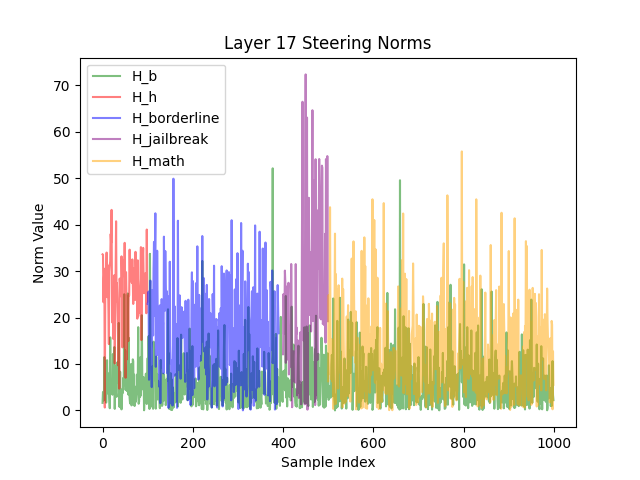 Layer 17 Steering Norms
H_b
H_h
H_borderline
H_jailbreak
H_math
Norm Value
70
60
50
40
30
20
10
0
0 200 400 600 800 1000
Sample Index